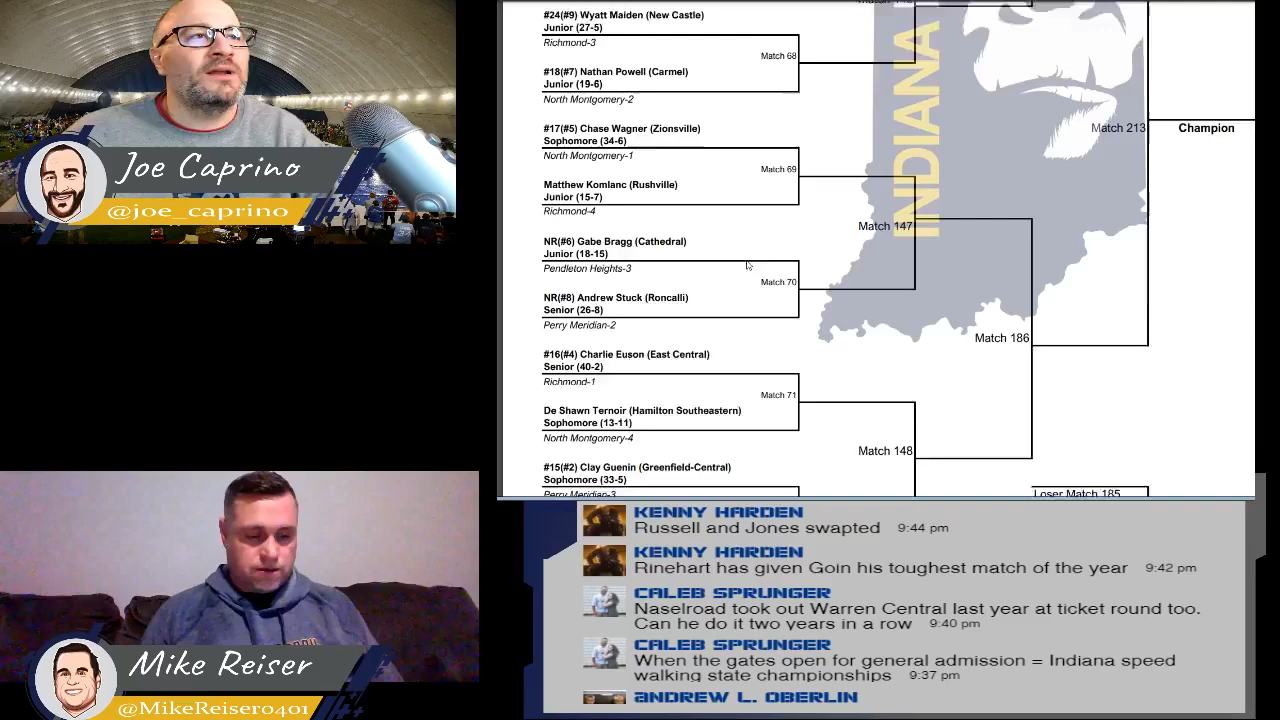 Joe Caprino
@joe_caprino
#24(#9) Wyatt Maiden (New Castle)
Junior (27-5)
Richmond-3
Match 68
#18(#7) Nathan Powell (Carmel)
Junior (19-6)
North Montgomery-2
#17(#5) Chase Wagner (Zionsville)
Sophomore (34-6)
North Montgomery-1
Match 69
Matthew Komlanc (Rushville)
Junior (15-7)
Richmond-4
Match 147
NR(#6) Gabe Bragg (Cathedral)
Junior (18-15)
Pendleton Heights-3
Match 70
NR(#8) Andrew Stuck (Roncalli)
Senior (26-8)
Perry Meridian-2
Match 186
#16(#4) Charlie Euson (East Central)
Senior (40-2)
Richmond-1
Match 71
De Shawn Ternoir (Hamilton Southeastern)
Sophomore (13-11)
North Montgomery-4
Match 148
#15(#2) Clay Guenin (Greenfield-Central)
Sophomore (33-5)
Perry Meridian-3
INDIANA
Match 213
Champion
Loser Match 185
Mike Reiser
@MikeReiser0401
KENNY HARDEN
Russell and Jones swapted 9:44 pm
KENNY HARDEN
Rinehart has given Goin his toughest match of the year 9:42 pm
CALEB SPRUNGER
Naselroad took out Warren Central last year at ticket round too.
Can he do it two years in a row 9:40 pm
CALEB SPRUNGER
When the gates open for general admission = Indiana speed
walking state championships 9:37 pm
ANDREW L. OBERLIN